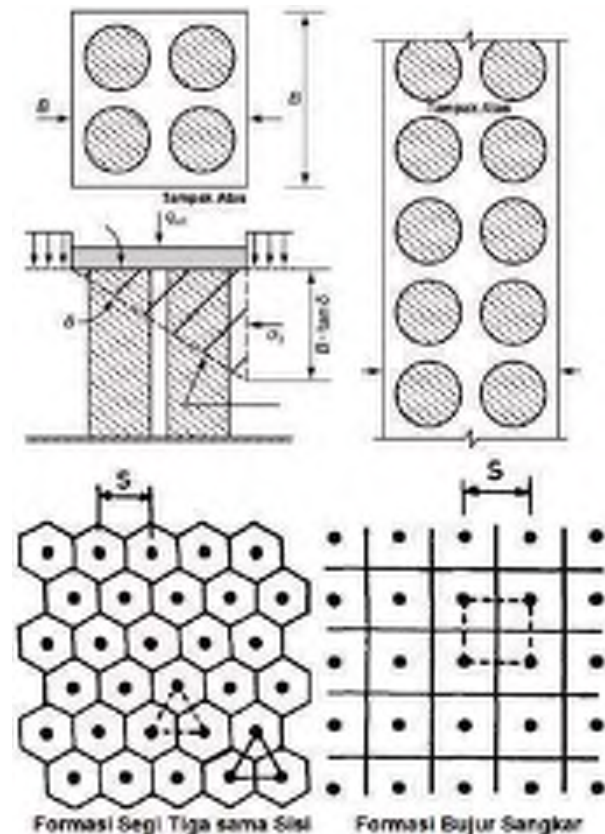 B
B
Tampak Atas
Tampak Atas
δ
B · tan δ
S
S
Formasi Segi Tiga sama Sisi
Formasi Bujur Sangkar